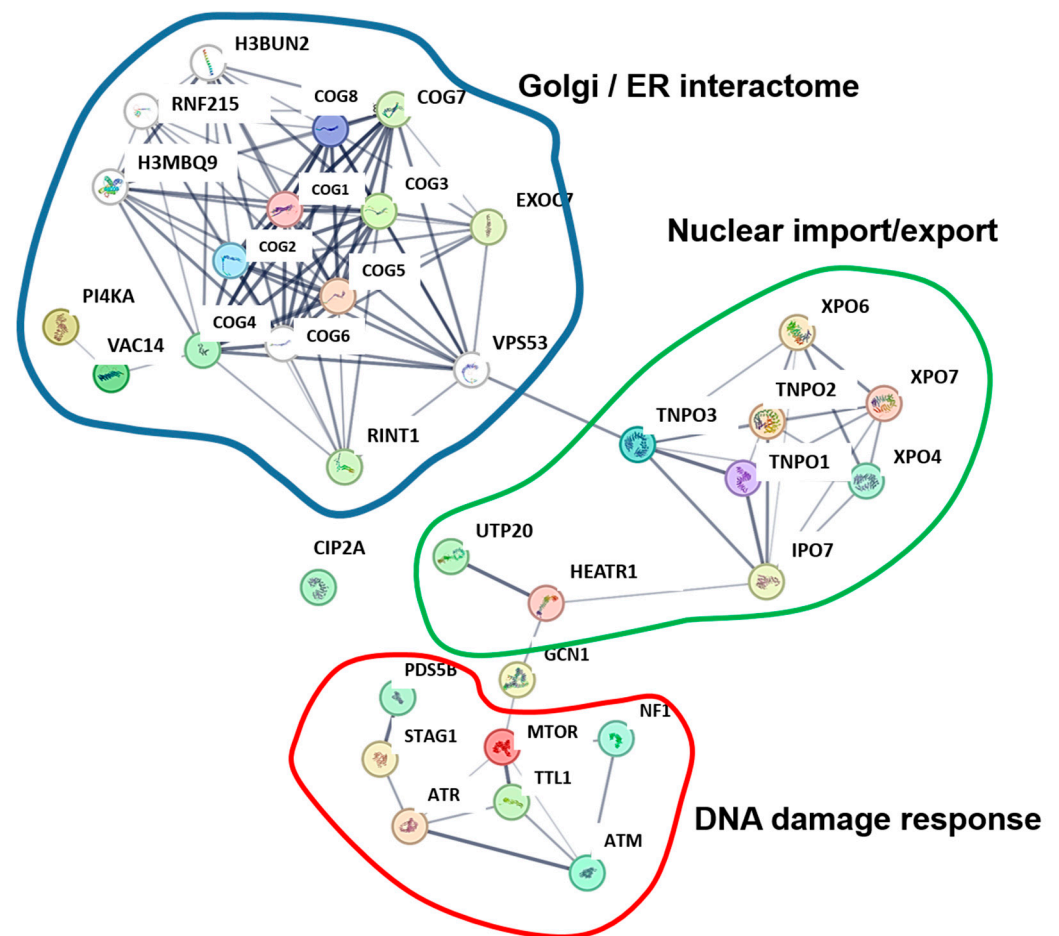 H3BUN2
Golgi / ER interactome
RNF215
COG8
COG7
H3MBQ9
COG1
COG3
EXOC7
COG2
COG5
Nuclear import/export
PI4KA
COG4
COG6
VAC14
VPS53
XPO6
TNPO2
XPO7
TNPO3
RINT1
TNPO1
XPO4
UTP20
IPO7
CIP2A
HEATR1
GCN1
PDS5B
NF1
STAG1
MTOR
ATR
TTL1
DNA damage response
ATM